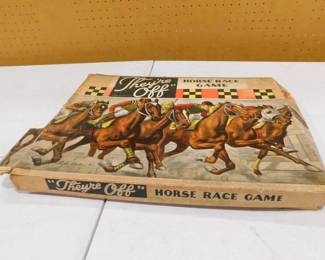 "They're HORSE RACE
Off" GAME
"They're Off" HORSE RACE GAME